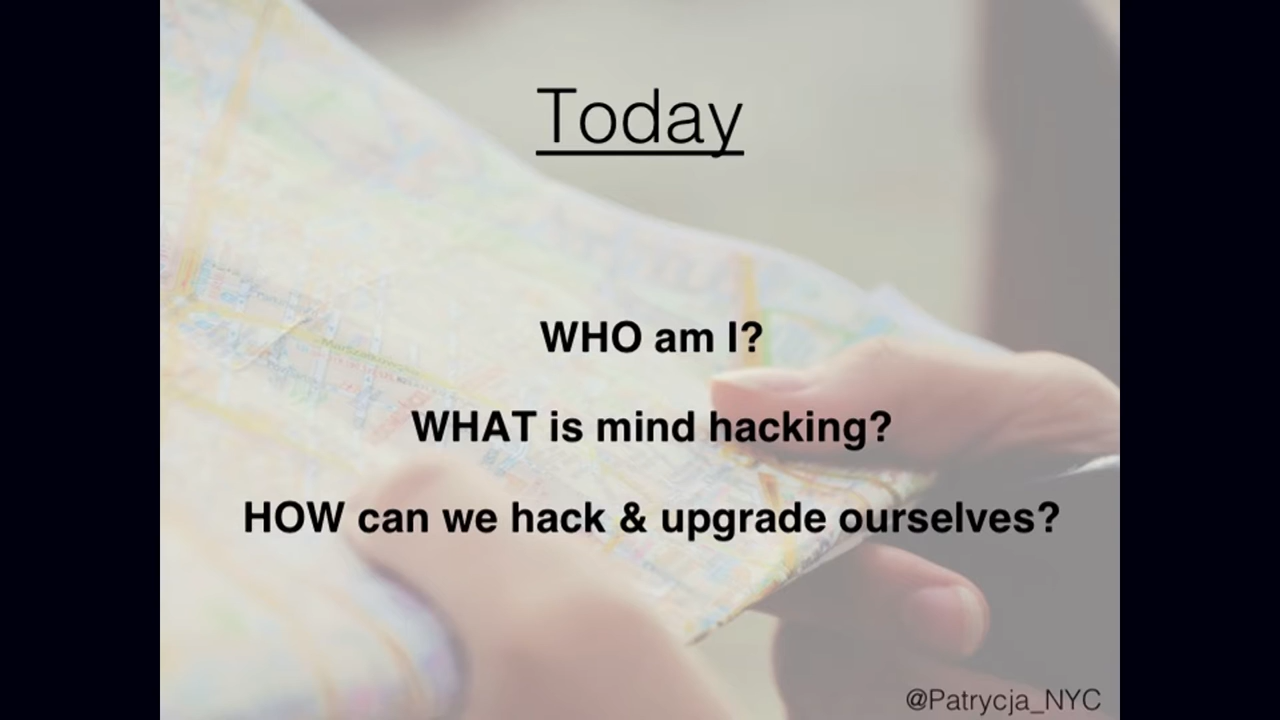 Today
WHO am I?
WHAT is mind hacking?
HOW can we hack & upgrade ourselves?
@Patrycja_NYC